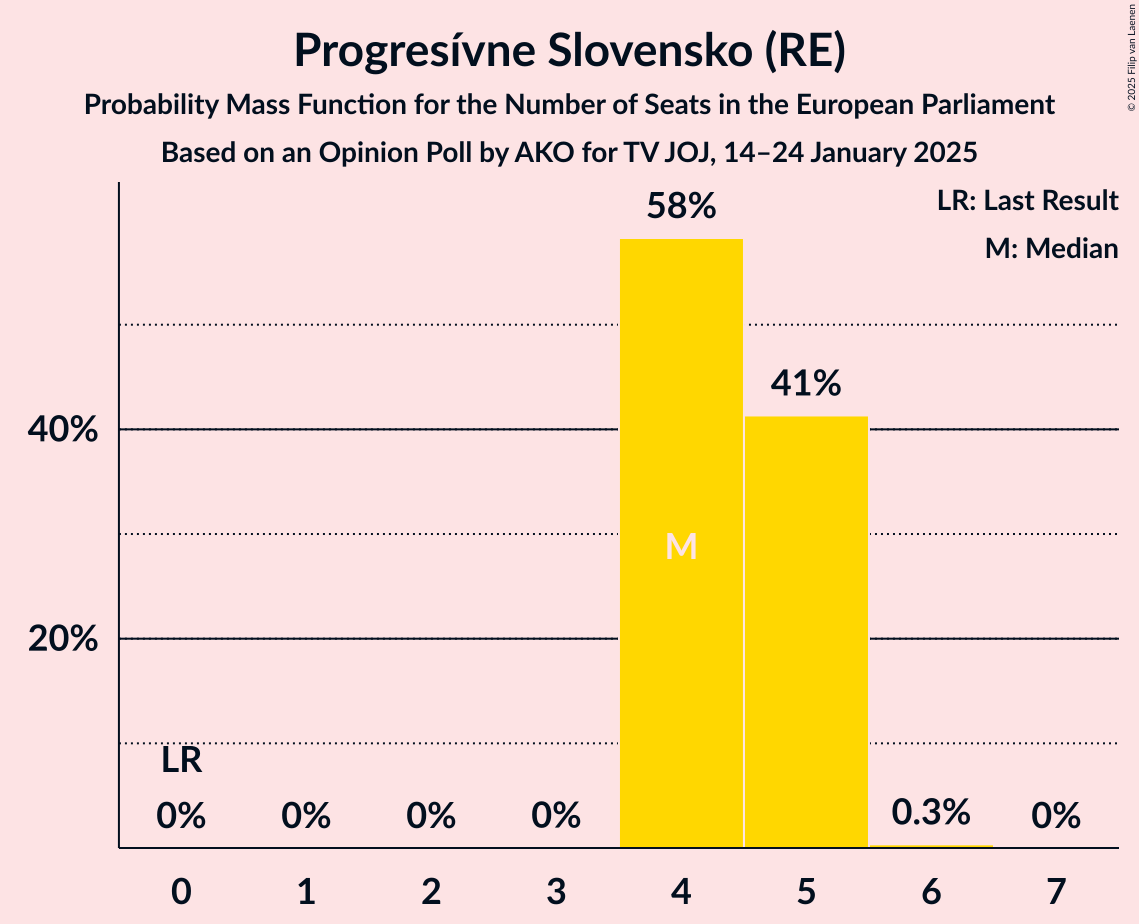 Progresívne Slovensko (RE)
Probability Mass Function for the Number of Seats in the European Parliament
Based on an Opinion Poll by AKO for TV JOJ, 14–24 January 2025
© 2025 Filip van Laenen
LR: Last Result
M: Median
58%
41%
40%
M
20%
LR
0% 0% 0% 0% 0.3% 0%
0 1 2 3 4 5 6 7